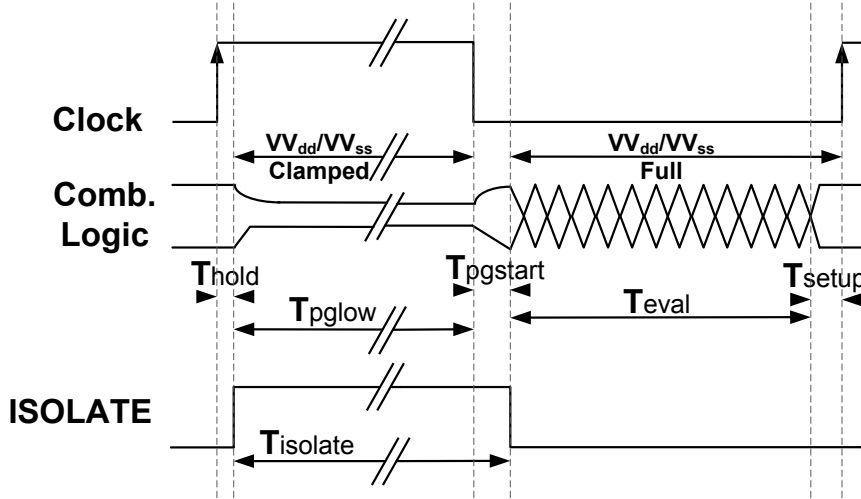 Clock
VVdd/VVss
Clamped
VVdd/VVss
Full
Comb.
Logic
Thold
Tpgstart
Tsetup
Tpglow
Teval
ISOLATE
Tisolate